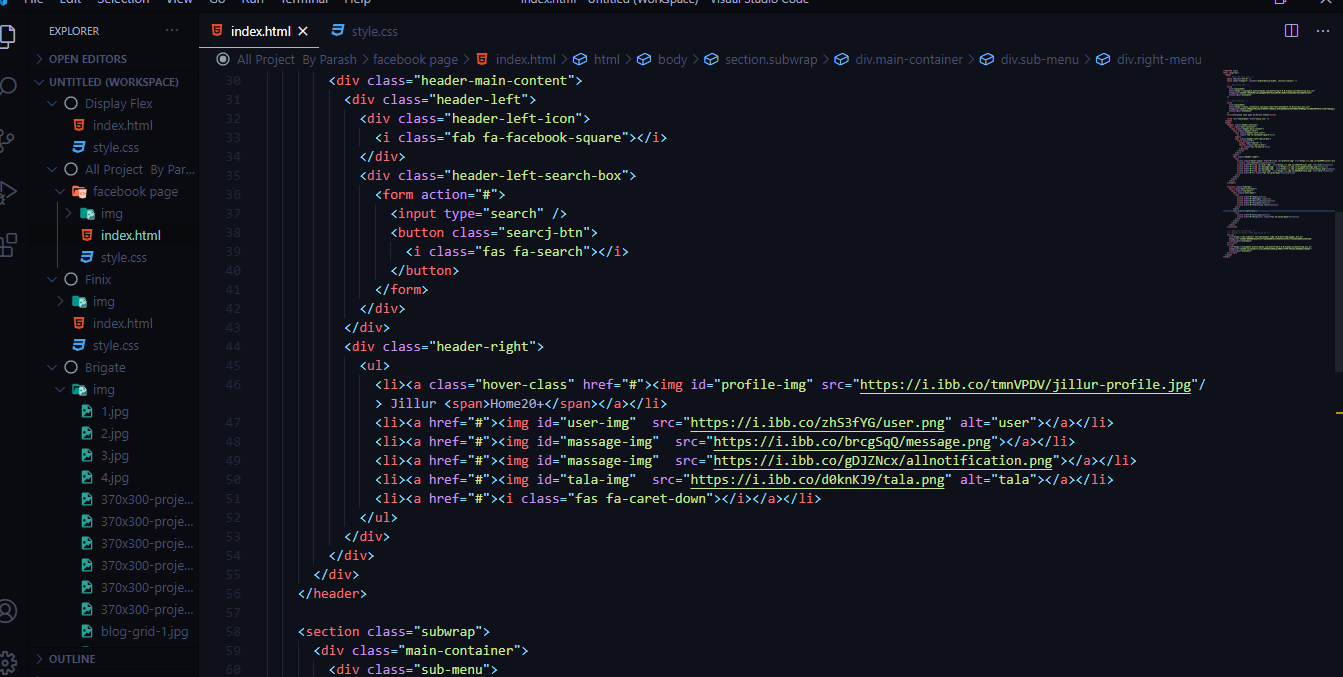 File Edit Selection View Go Run Terminal Help
index.html - Untitled (Workspace) - Visual Studio Code
EXPLORER
OPEN EDITORS
UNTITLED (WORKSPACE)
Display Flex
index.html
style.css
All Project By Par...
facebook page
img
index.html
style.css
Finix
img
index.html
style.css
Brigate
img
1.jpg
2.jpg
3.jpg
4.jpg
370x300-proje...
370x300-proje...
370x300-proje...
370x300-proje...
370x300-proje...
370x300-proje...
blog-grid-1.jpg
OUTLINE
index.html
style.css
All Project By Parash > facebook page > index.html > html > body > section.subwrap > div.main-container > div.sub-menu > div.right-menu
30 <div class="header-main-content">
31 <div class="header-left">
32 <div class="header-left-icon">
33 <i class="fab fa-facebook-square"></i>
34 </div>
35 <div class="header-left-search-box">
36 <form action="#">
37 <input type="search" />
38 <button class="searcj-btn">
39 <i class="fas fa-search"></i>
40 </button>
41 </form>
42 </div>
43 </div>
44 <div class="header-right">
45 <ul>
46 <li><a class="hover-class" href="#"><img id="profile-img" src="https://i.ibb.co/tmnVPDV/jillur-profile.jpg"/
> Jillur <span>Home20+</span></a></li>
47 <li><a href="#"><img id="user-img"  src="https://i.ibb.co/zhS3fYG/user.png" alt="user"></a></li>
48 <li><a href="#"><img id="massage-img"  src="https://i.ibb.co/brcgSqQ/message.png"></a></li>
49 <li><a href="#"><img id="massage-img"  src="https://i.ibb.co/gDJZNcx/allnotification.png"></a></li>
50 <li><a href="#"><img id="tala-img"  src="https://i.ibb.co/d0knKJ9/tala.png" alt="tala"></a></li>
51 <li><a href="#"><i class="fas fa-caret-down"></i></a></li>
52 </ul>
53 </div>
54 </div>
55 </div>
56 </header>
57
58 <section class="subwrap">
59 <div class="main-container">
60 <div class="sub-menu">